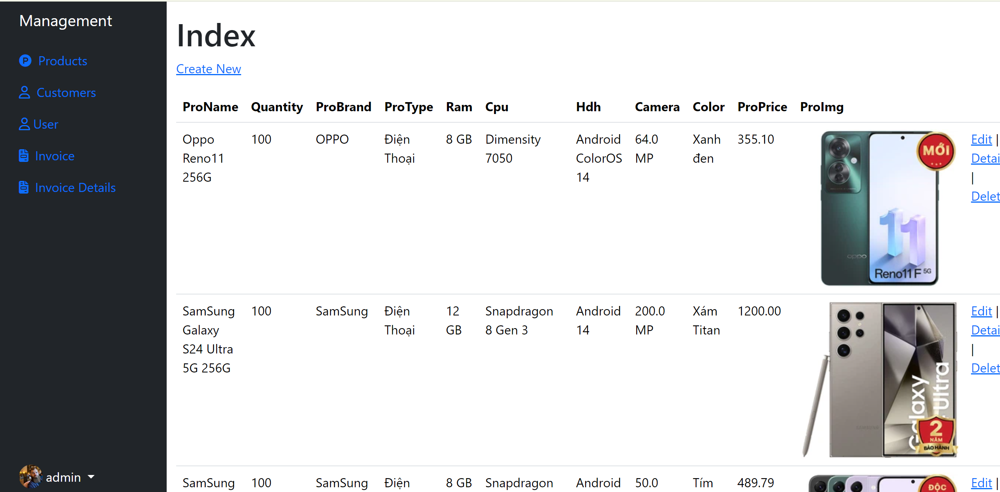 Management
Products
Customers
User
Invoice
Invoice Details
admin
Index
Create New
ProName Quantity ProBrand ProType Ram Cpu Hdh Camera Color ProPrice ProImg
Oppo 100 OPPO Điện 8 GB Dimensity Android 64.0 Xanh 355.10 Edit |
Reno11 Thoại 7050 ColorOS MP đen Detai
256G 14 |
Delet
MỚI
11
oppo
Reno11 F 5G
SamSung 100 SamSung Điện 12 Snapdragon Android 200.0 Xám 1200.00 Edit |
Galaxy Thoại GB 8 Gen 3 14 MP Titan Detai
S24 Ultra |
5G 256G Delet
Galaxy
Ultra
SAMSUNG
2
NĂM
BẢO HÀNH
SamSung 100 SamSung Điện 8 GB Snapdragon Android 50.0 Tím 489.79 Edit |
ĐỘC